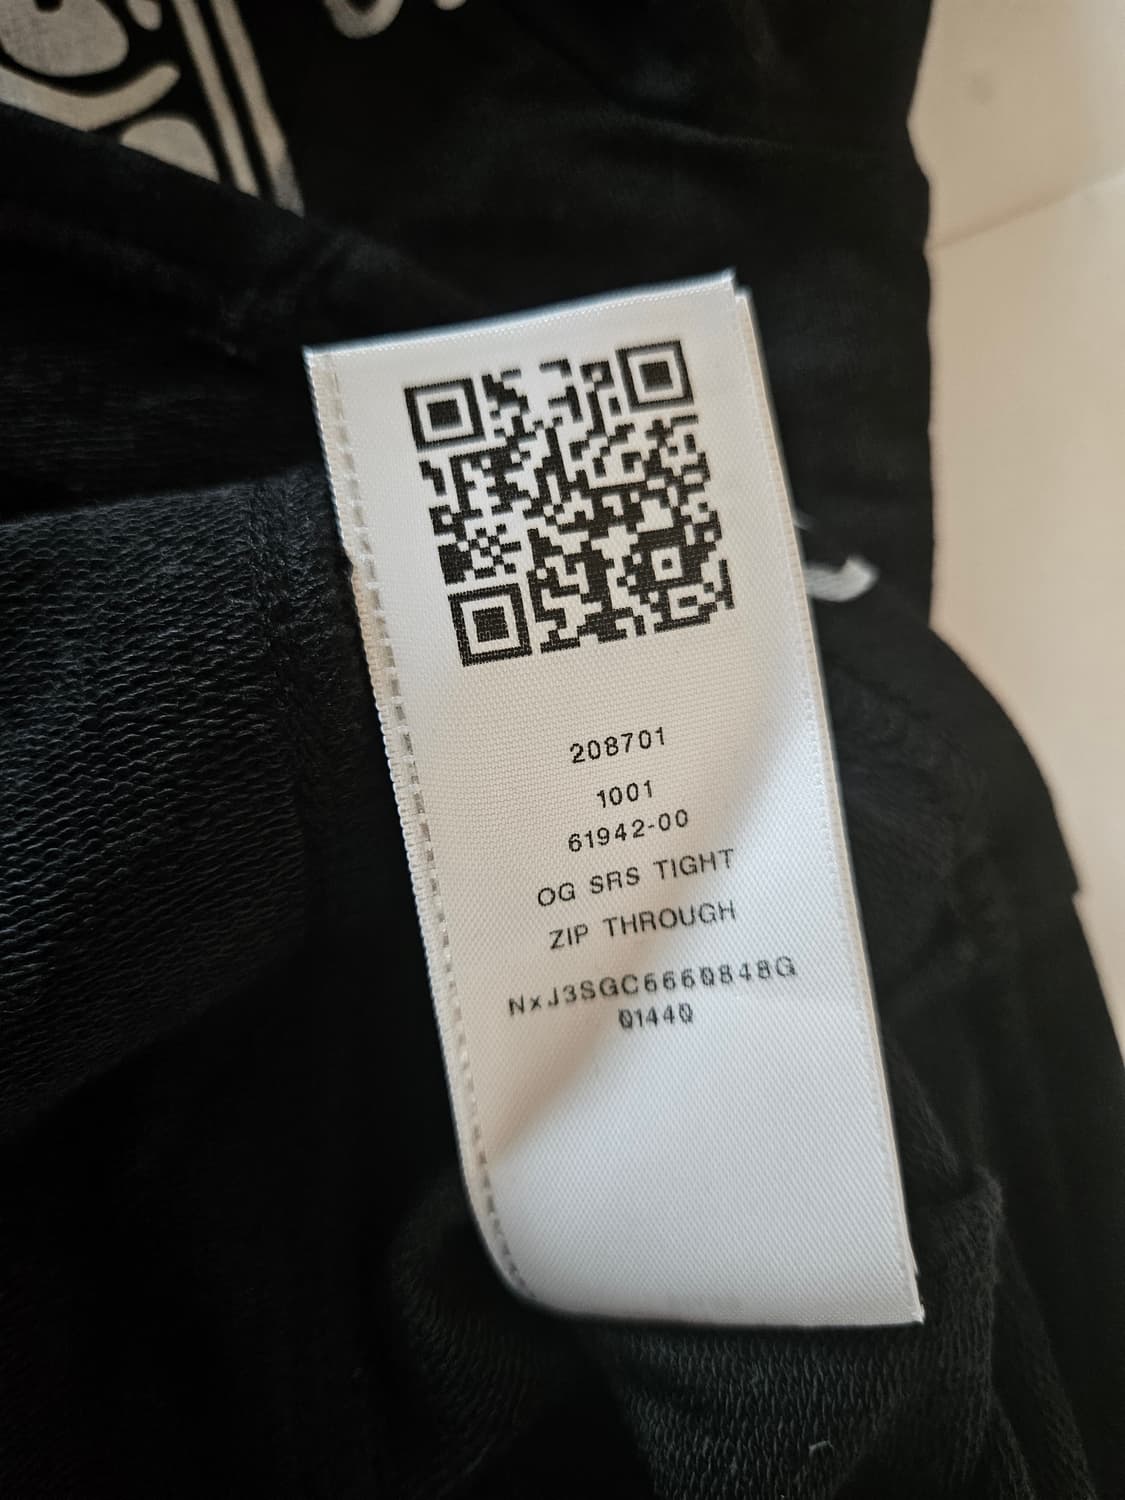 208701
1001
61942-00
OG SRS TIGHT
ZIP THROUGH
NxJ3SGC6660848G
01440